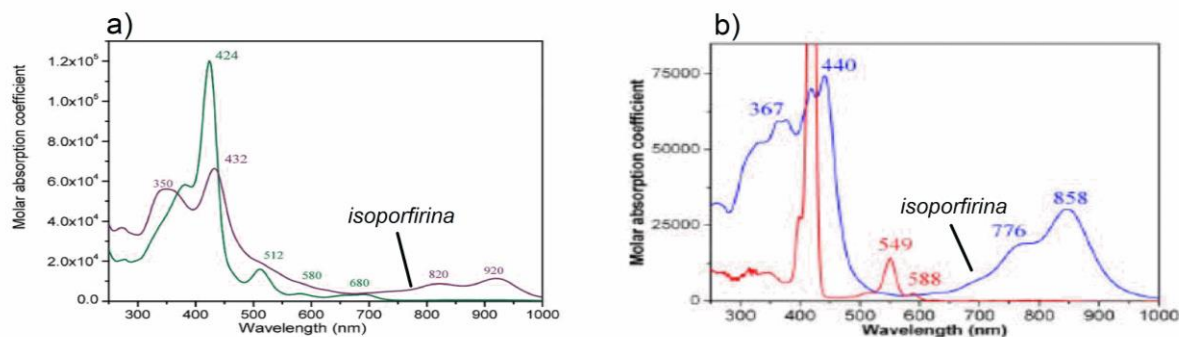 a)
Molar absorption coefficient
1.2x10⁵
1.0x10⁵
8.0x10⁴
6.0x10⁴
4.0x10⁴
2.0x10⁴
0.0
424
432
350
isoporfirina
512
580
680
820
920
300 400 500 600 700 800 900 1000
Wavelength (nm)
b)
Molar absorption coefficient
75000
50000
25000
0
440
367
isoporfirina
858
776
549
588
300 400 500 600 700 800 900 1000
Wavelength (nm)